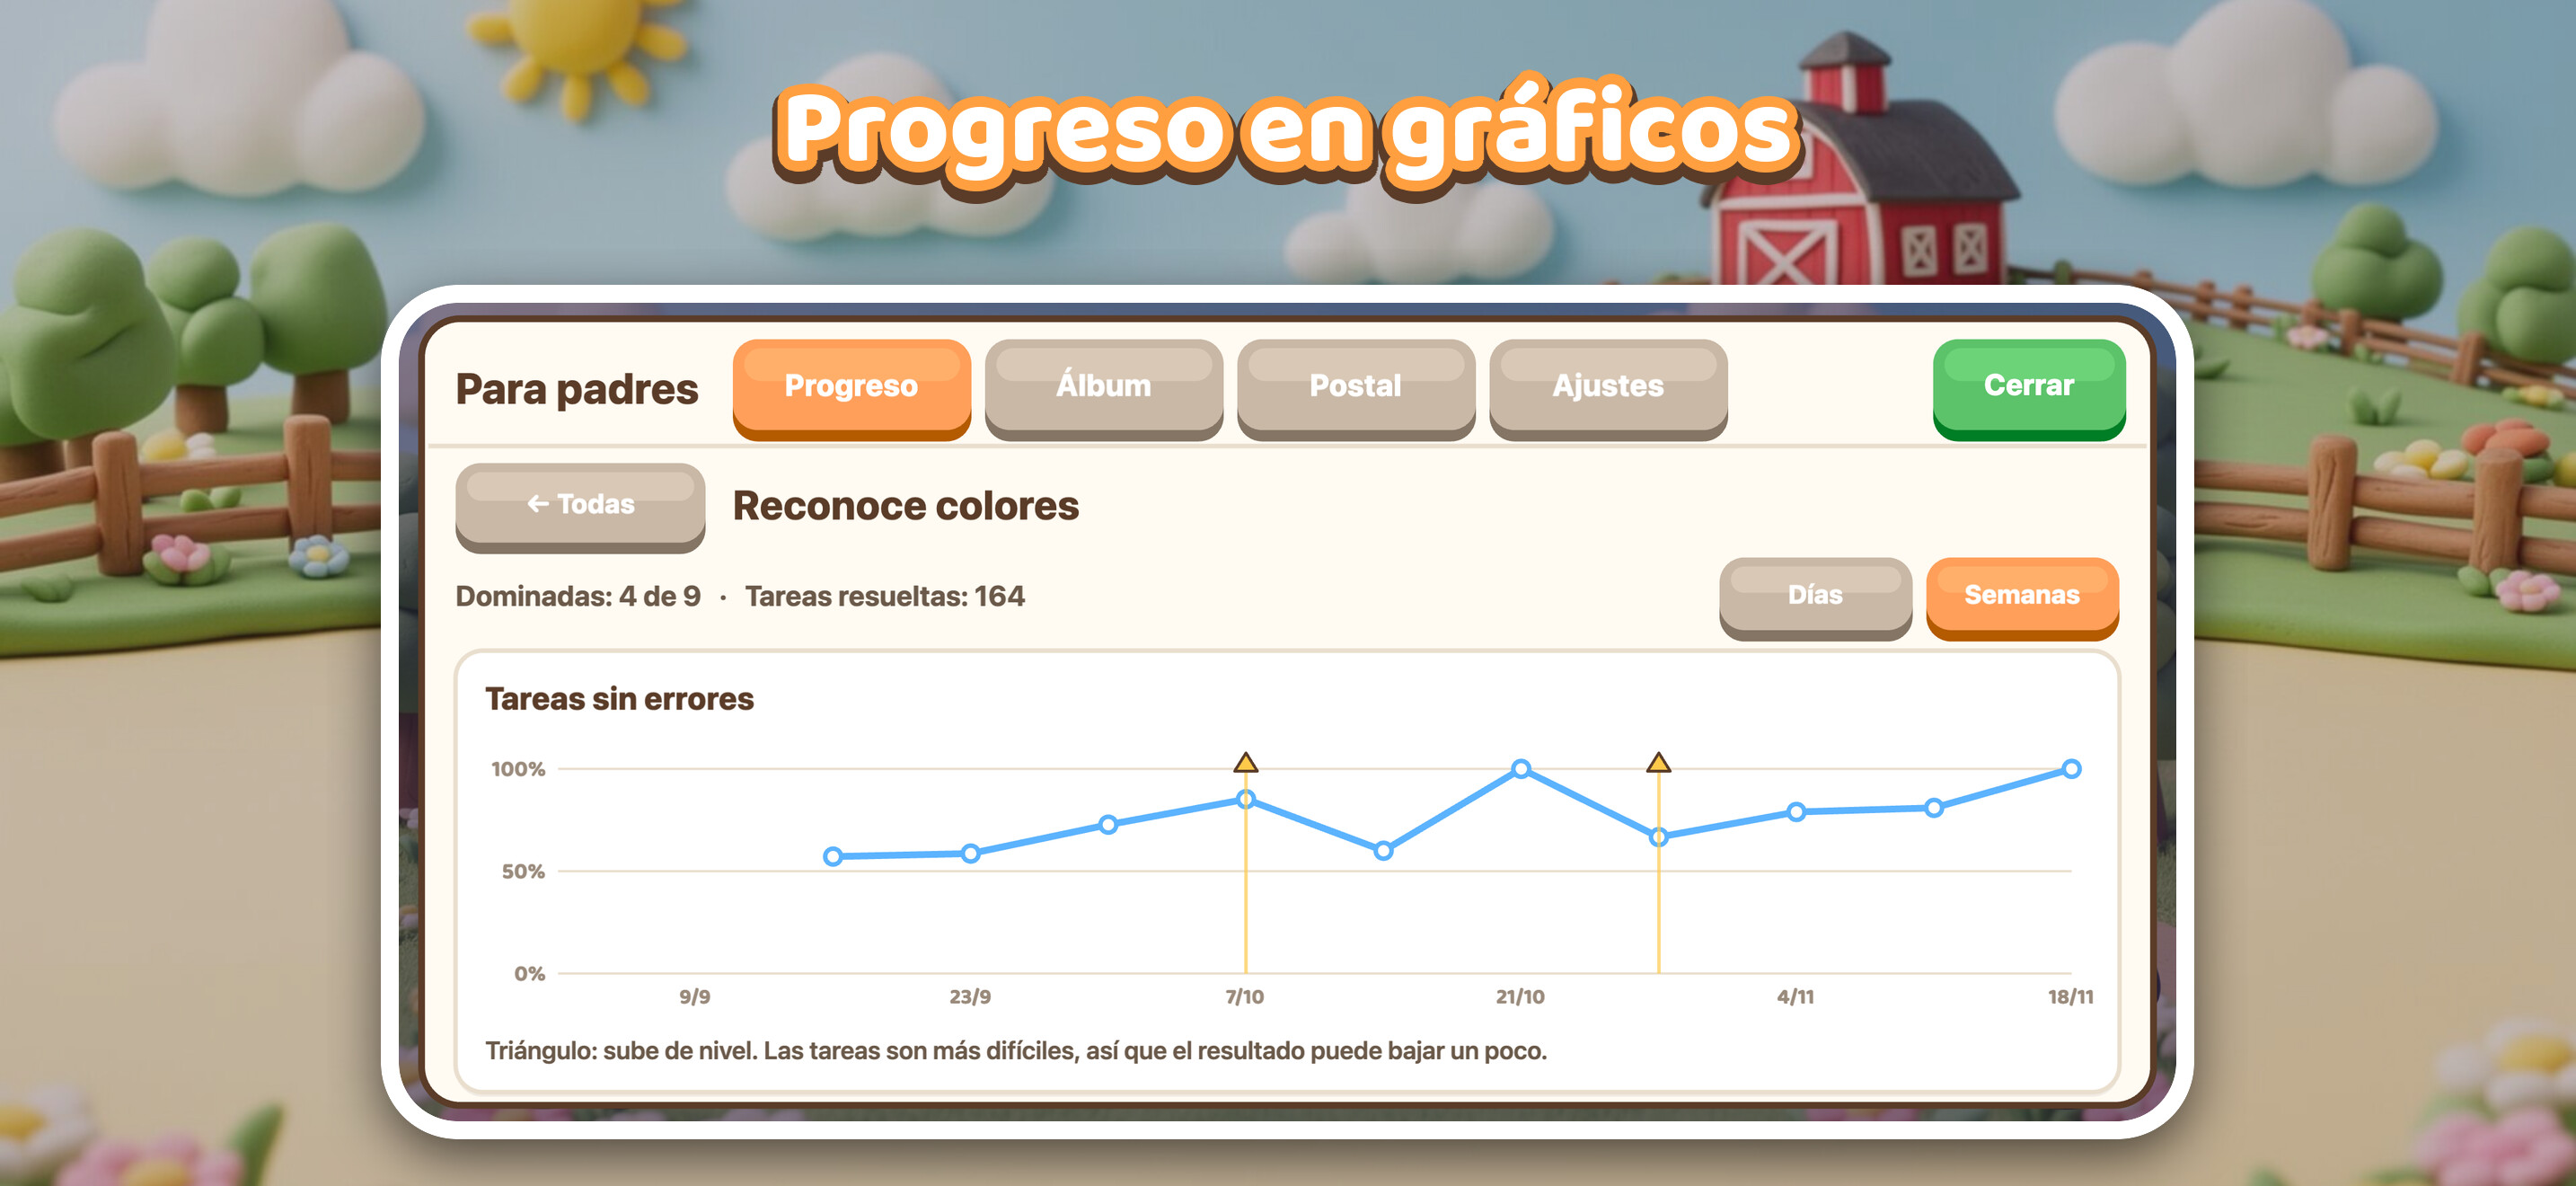 Progreso en gráficos
Para padres
Progreso
Álbum
Postal
Ajustes
Cerrar
← Todas
Reconoce colores
Dominadas: 4 de 9 · Tareas resueltas: 164
Días
Semanas
Tareas sin errores
100%
50%
0%
9/9
23/9
7/10
21/10
4/11
18/11
Triángulo: sube de nivel. Las tareas son más difíciles, así que el resultado puede bajar un poco.